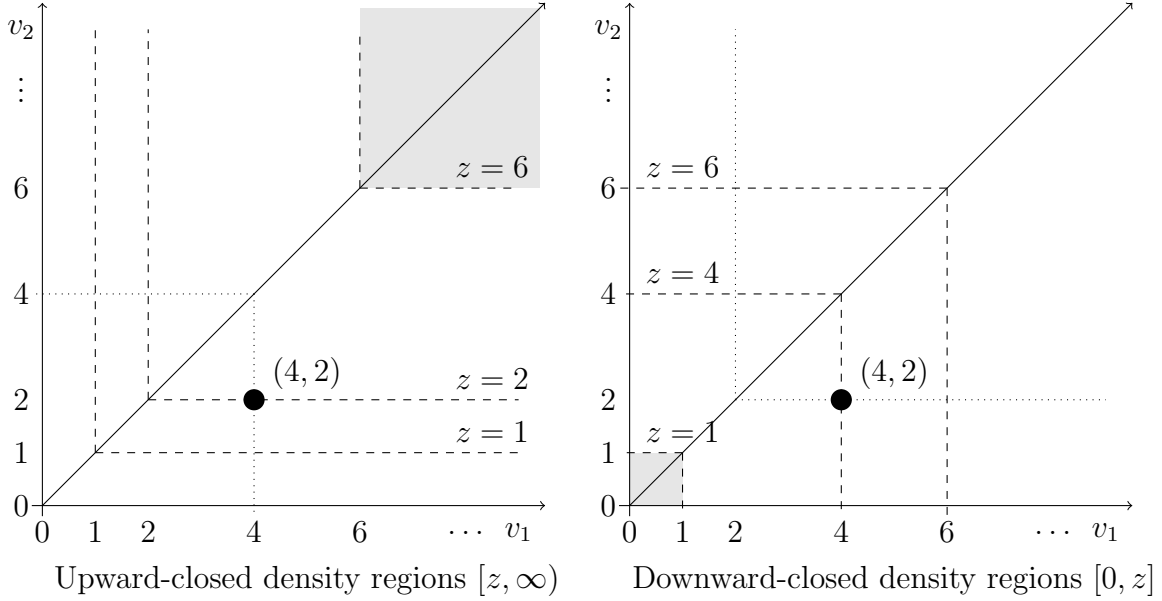 v₂
⋮
6
4
2
1
0
z = 6
(4, 2)
z = 2
z = 1
0 1 2 4 6 ⋯ v₁
Upward-closed density regions [z, ∞)
v₂
⋮
6
4
2
1
0
z = 6
z = 4
(4, 2)
z = 1
0 1 2 4 6 ⋯ v₁
Downward-closed density regions [0, z]